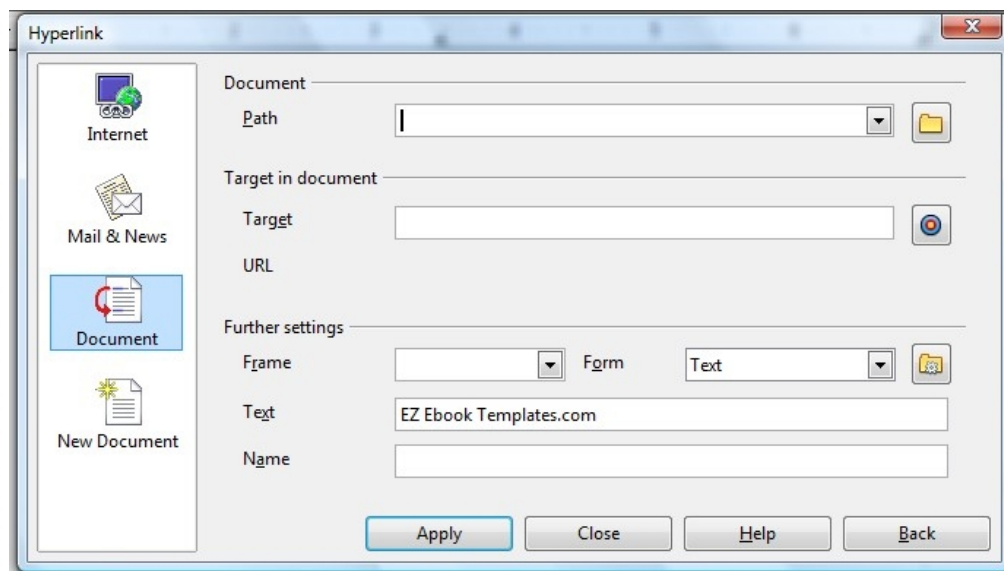 Hyperlink
Internet
Mail & News
Document
New Document
Document
Path
Target in document
Target
URL
Further settings
Frame Form Text
Text EZ Ebook Templates.com
Name
Apply Close Help Back